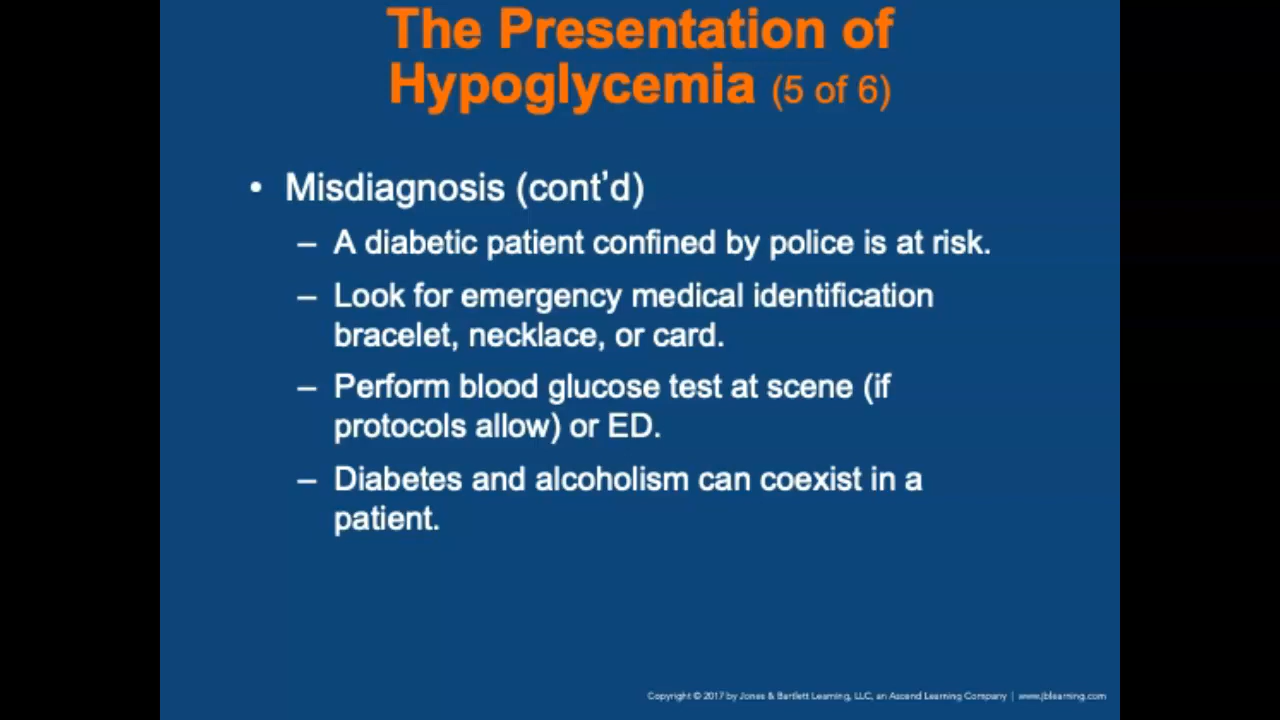 The Presentation of
Hypoglycemia (5 of 6)
• Misdiagnosis (cont’d)
– A diabetic patient confined by police is at risk.
– Look for emergency medical identification
bracelet, necklace, or card.
– Perform blood glucose test at scene (if
protocols allow) or ED.
– Diabetes and alcoholism can coexist in a
patient.
Copyright © 2017 by Jones & Bartlett Learning, LLC, an Ascend Learning Company | www.jblearning.com